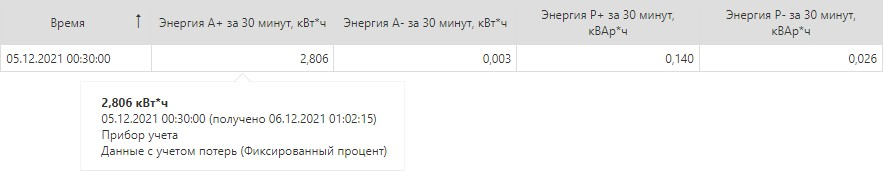 Время ↑ Энергия A+ за 30 минут, кВт*ч Энергия A- за 30 минут, кВт*ч Энергия P+ за 30 минут, кВАр*ч Энергия P- за 30 минут, кВАр*ч
05.12.2021 00:30:00 2,806 0,003 0,140 0,026
2,806 кВт*ч
05.12.2021 00:30:00 (получено 06.12.2021 01:02:15)
Прибор учета
Данные с учетом потерь (Фиксированный процент)